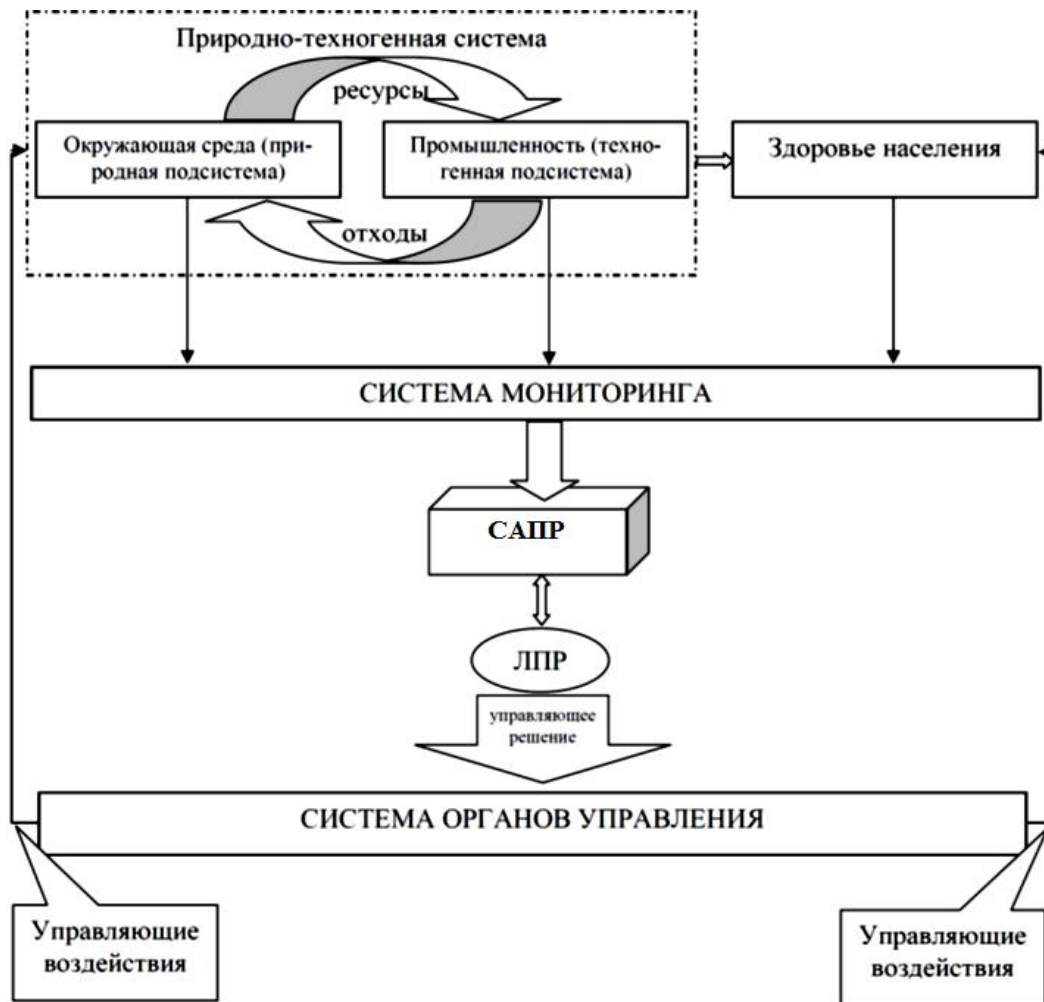 Природно-техногенная система
ресурсы
Окружающая среда (при-
родная подсистема)
Промышленность (техно-
генная подсистема)
Здоровье населения
отходы
СИСТЕМА МОНИТОРИНГА
САПР
ЛПР
управляющее
решение
СИСТЕМА ОРГАНОВ УПРАВЛЕНИЯ
Управляющие
воздействия
Управляющие
воздействия